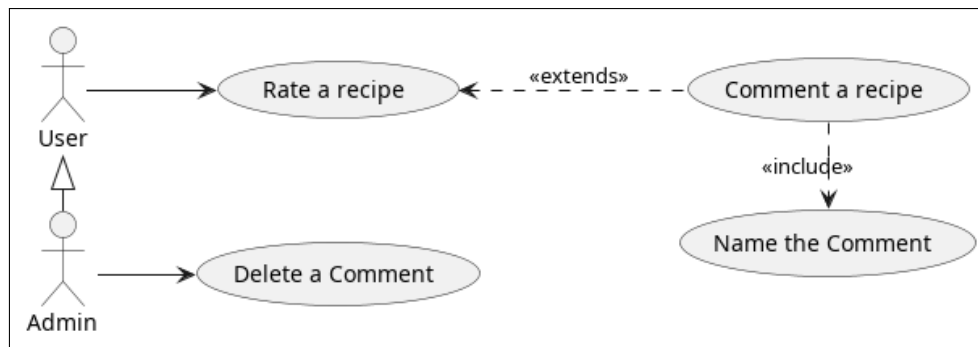 Rate a recipe
«extends»
Comment a recipe
User
«include»
Name the Comment
Delete a Comment
Admin